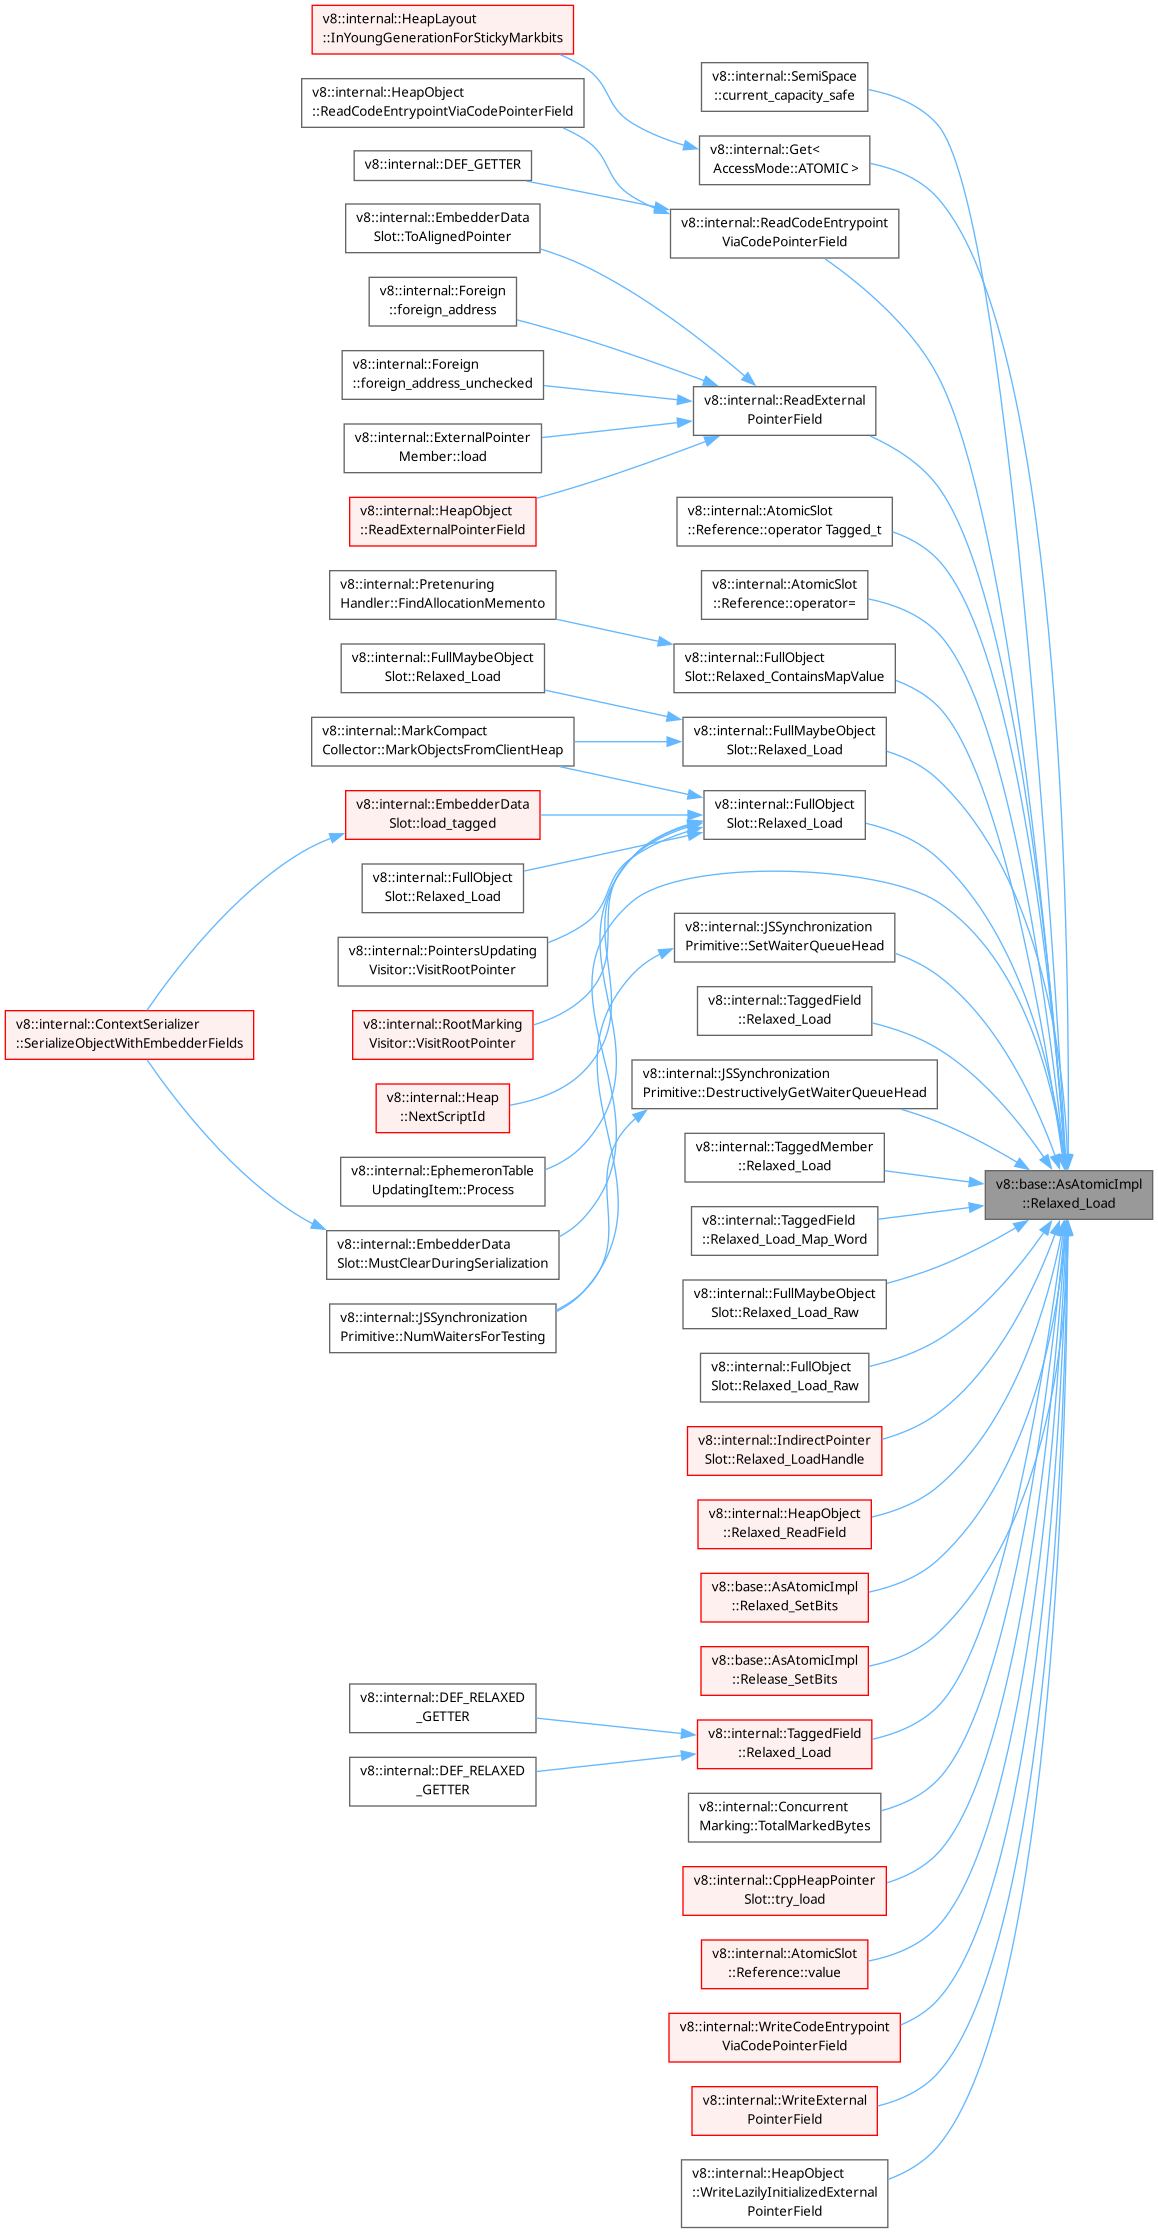 v8::internal::HeapLayout
::InYoungGenerationForStickyMarkbits
v8::internal::HeapObject
::ReadCodeEntrypointViaCodePointerField
v8::internal::DEF_GETTER
v8::internal::EmbedderData
Slot::ToAlignedPointer
v8::internal::Foreign
::foreign_address
v8::internal::Foreign
::foreign_address_unchecked
v8::internal::ExternalPointer
Member::load
v8::internal::HeapObject
::ReadExternalPointerField
v8::internal::Pretenuring
Handler::FindAllocationMemento
v8::internal::FullMaybeObject
Slot::Relaxed_Load
v8::internal::MarkCompact
Collector::MarkObjectsFromClientHeap
v8::internal::EmbedderData
Slot::load_tagged
v8::internal::FullObject
Slot::Relaxed_Load
v8::internal::PointersUpdating
Visitor::VisitRootPointer
v8::internal::ContextSerializer
::SerializeObjectWithEmbedderFields
v8::internal::RootMarking
Visitor::VisitRootPointer
v8::internal::Heap
::NextScriptId
v8::internal::EphemeronTable
UpdatingItem::Process
v8::internal::EmbedderData
Slot::MustClearDuringSerialization
v8::internal::JSSynchronization
Primitive::NumWaitersForTesting
v8::internal::DEF_RELAXED
_GETTER
v8::internal::DEF_RELAXED
_GETTER
v8::internal::SemiSpace
::current_capacity_safe
v8::internal::Get<
AccessMode::ATOMIC >
v8::internal::ReadCodeEntrypoint
ViaCodePointerField
v8::internal::ReadExternal
PointerField
v8::internal::AtomicSlot
::Reference::operator Tagged_t
v8::internal::AtomicSlot
::Reference::operator=
v8::internal::FullObject
Slot::Relaxed_ContainsMapValue
v8::internal::FullMaybeObject
Slot::Relaxed_Load
v8::internal::FullObject
Slot::Relaxed_Load
v8::internal::JSSynchronization
Primitive::SetWaiterQueueHead
v8::internal::TaggedField
::Relaxed_Load
v8::internal::JSSynchronization
Primitive::DestructivelyGetWaiterQueueHead
v8::internal::TaggedMember
::Relaxed_Load
v8::internal::TaggedField
::Relaxed_Load_Map_Word
v8::internal::FullMaybeObject
Slot::Relaxed_Load_Raw
v8::internal::FullObject
Slot::Relaxed_Load_Raw
v8::internal::IndirectPointer
Slot::Relaxed_LoadHandle
v8::internal::HeapObject
::Relaxed_ReadField
v8::base::AsAtomicImpl
::Relaxed_SetBits
v8::base::AsAtomicImpl
::Release_SetBits
v8::internal::TaggedField
::Relaxed_Load
v8::internal::Concurrent
Marking::TotalMarkedBytes
v8::internal::CppHeapPointer
Slot::try_load
v8::internal::AtomicSlot
::Reference::value
v8::internal::WriteCodeEntrypoint
ViaCodePointerField
v8::internal::WriteExternal
PointerField
v8::internal::HeapObject
::WriteLazilyInitializedExternal
PointerField
v8::base::AsAtomicImpl
::Relaxed_Load